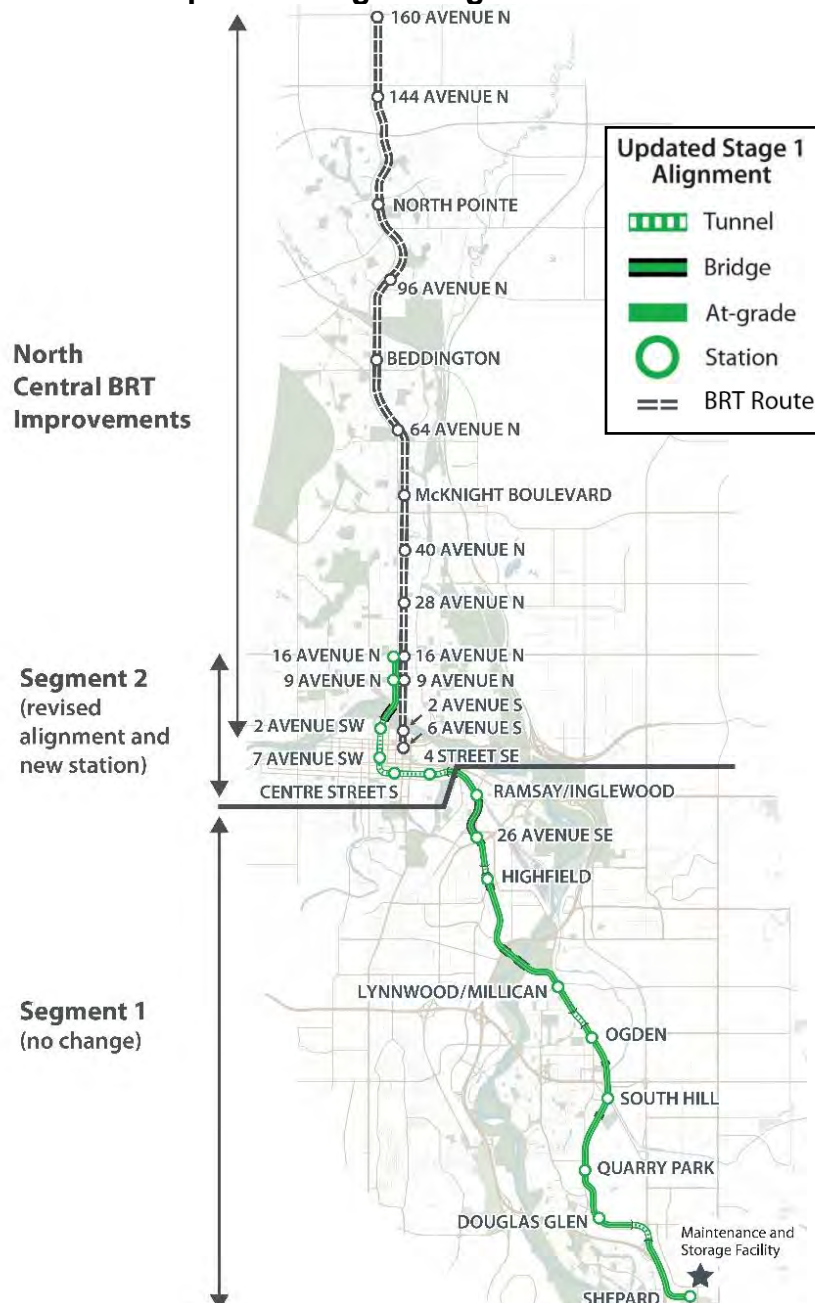 160 AVENUE N
144 AVENUE N
Updated Stage 1
Alignment
Tunnel
Bridge
At-grade
Station
BRT Route
NORTH POINTE
96 AVENUE N
North
Central BRT
Improvements
BEDDINGTON
64 AVENUE N
McKNIGHT BOULEVARD
40 AVENUE N
28 AVENUE N
16 AVENUE N
16 AVENUE N
9 AVENUE N
9 AVENUE N
Segment 2
(revised
alignment and
new station)
2 AVENUE S
2 AVENUE SW
6 AVENUE S
7 AVENUE SW
4 STREET SE
CENTRE STREET S
RAMSAY/INGLEWOOD
26 AVENUE SE
HIGHFIELD
LYNNWOOD/MILLICAN
Segment 1
(no change)
OGDEN
SOUTH HILL
QUARRY PARK
DOUGLAS GLEN
Maintenance and
Storage Facility
SHEPARD